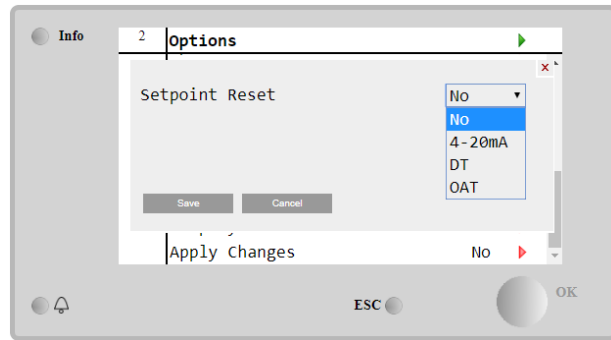 Info
2 Options
x
Setpoint Reset No
No
4-20mA
DT
OAT
Save Cancel
Apply Changes No
ESC
OK